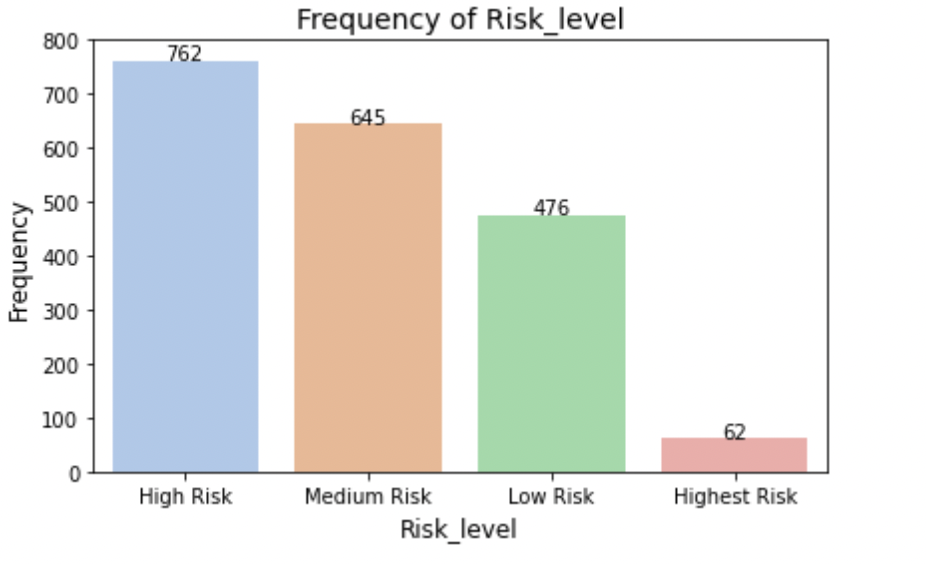 Frequency of Risk_level
800
700
600
500
400
300
200
100
0
Frequency
762
645
476
62
High Risk
Medium Risk
Low Risk
Highest Risk
Risk_level